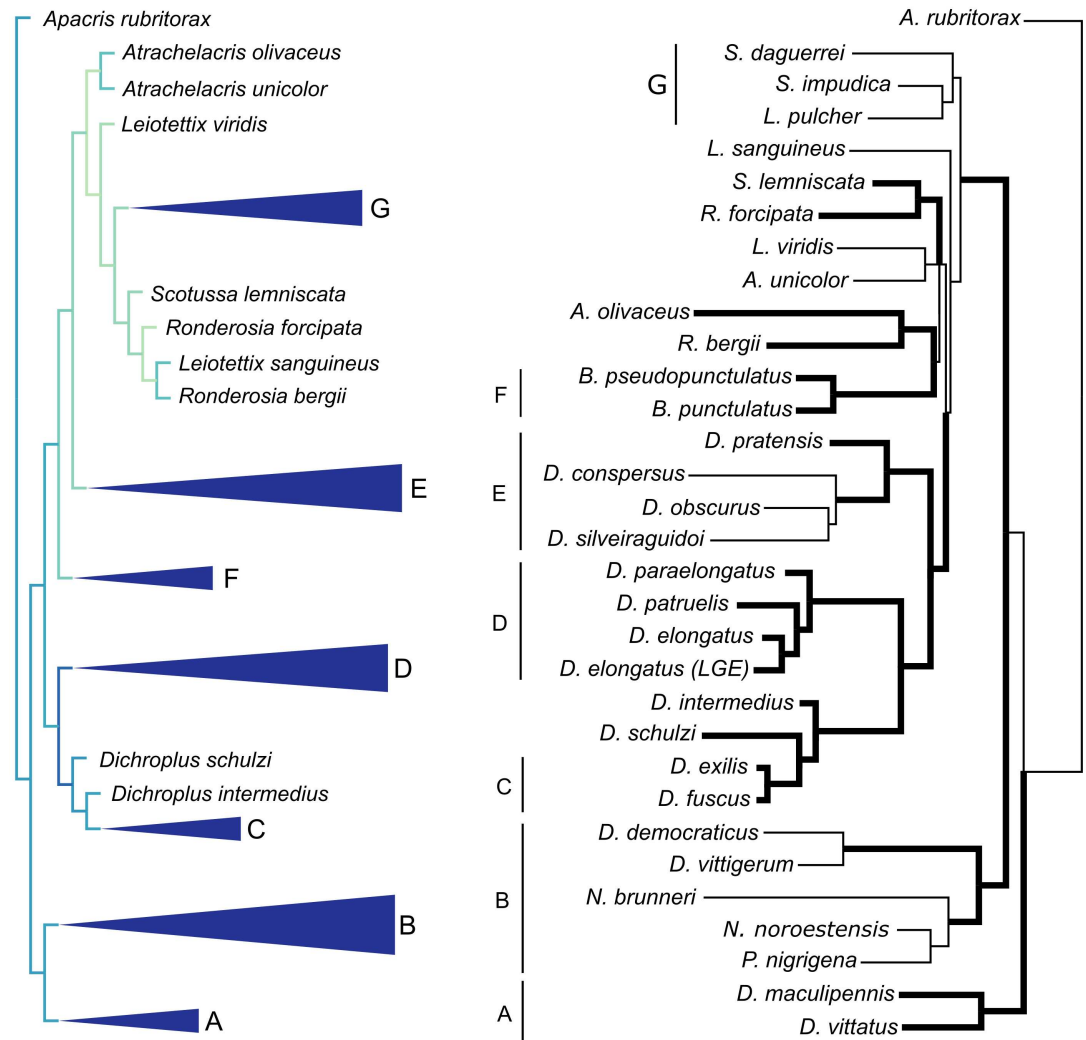 Apacris rubritorax
Atrachelacris olivaceus
Atrachelacris unicolor
Leiotettix viridis
G
Scotussa lemniscata
Ronderosia forcipata
Leiotettix sanguineus
Ronderosia bergii
E
F
D
Dichroplus schulzi
Dichroplus intermedius
C
B
A
A. rubritorax
G
S. daguerrei
S. impudica
L. pulcher
L. sanguineus
S. lemniscata
R. forcipata
L. viridis
A. unicolor
A. olivaceus
R. bergii
F
B. pseudopunctulatus
B. punctulatus
E
D. pratensis
D. conspersus
D. obscurus
D. silveiraguidoi
D
D. paraelongatus
D. patruelis
D. elongatus
D. elongatus (LGE)
D. intermedius
D. schulzi
C
D. exilis
D. fuscus
B
D. democraticus
D. vittigerum
N. brunneri
N. noroestensis
P. nigrigena
A
D. maculipennis
D. vittatus